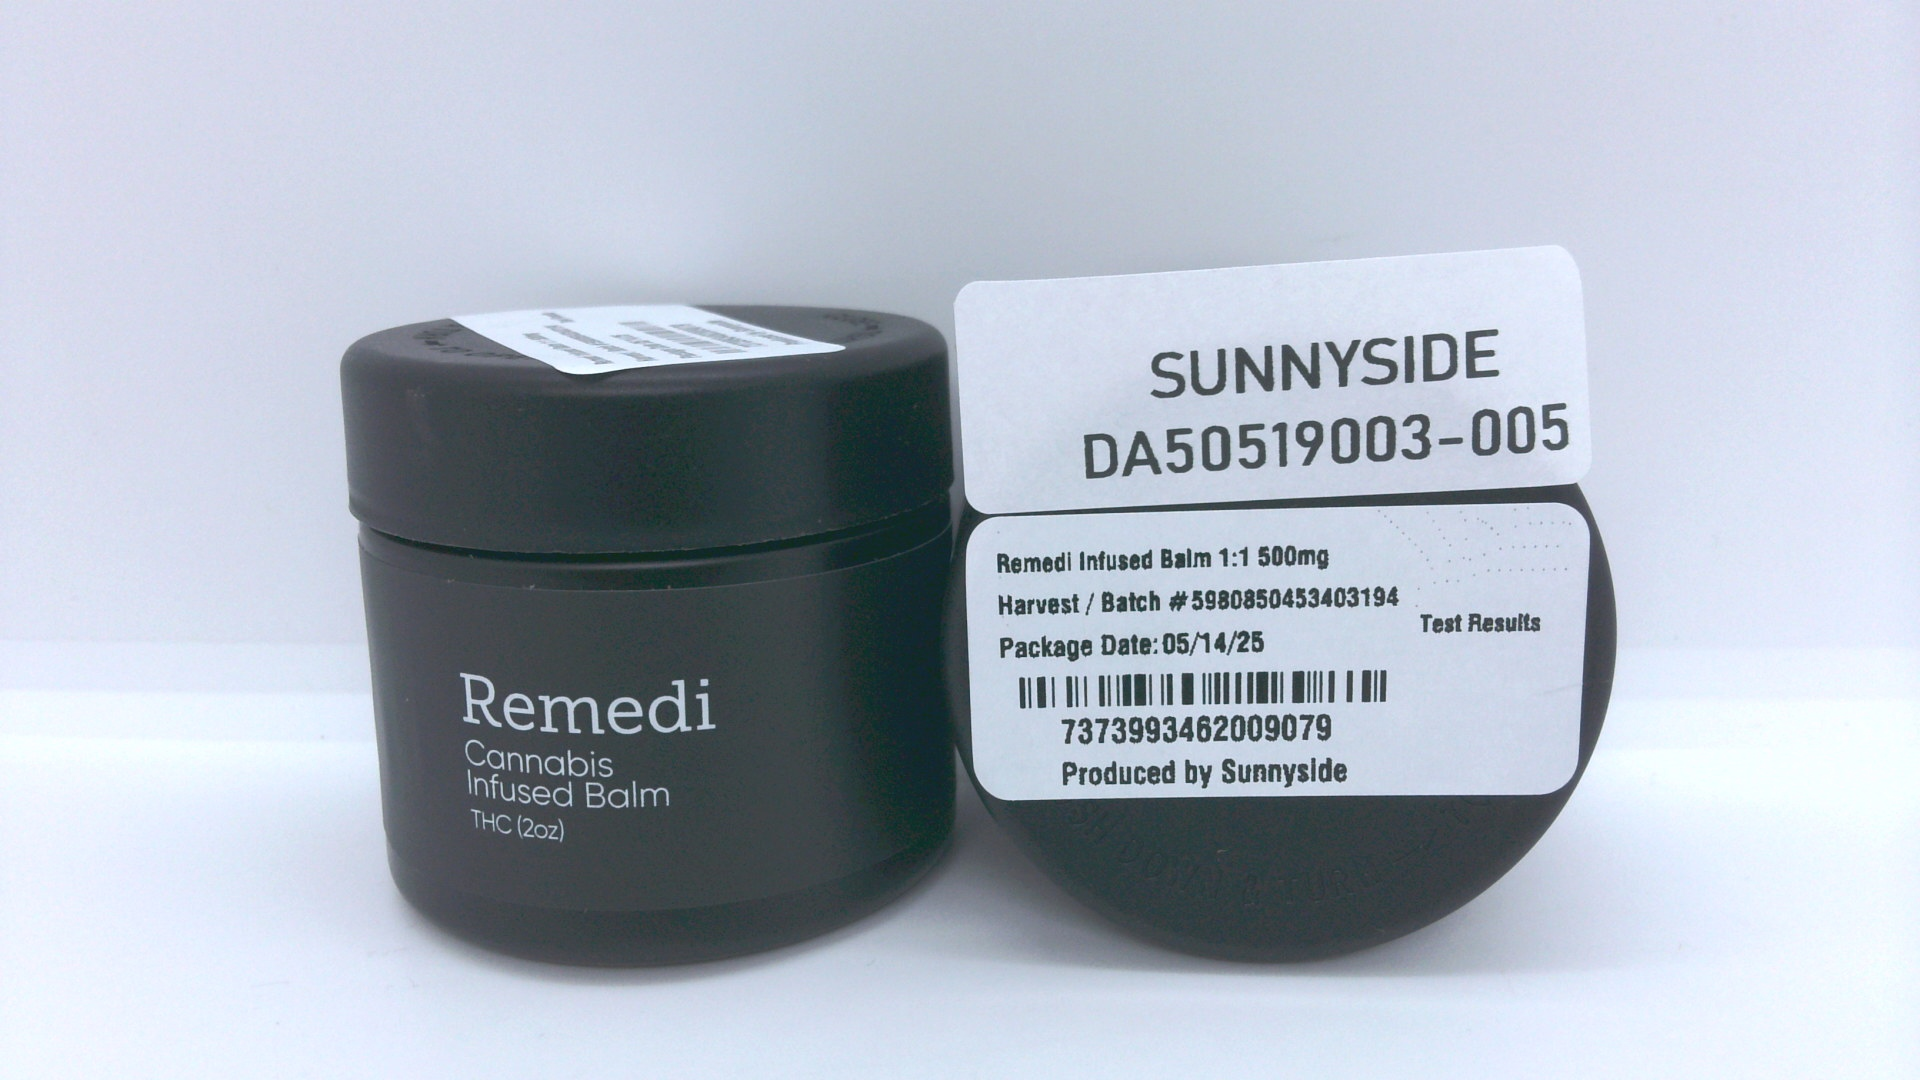 Remedi
Cannabis
Infused Balm
THC (2oz)
SUNNYSIDE
DA50519003-005
Remedi Infused Balm 1:1 500mg
Harvest / Batch #5980850453403194
Test Results
Package Date: 05/14/25
7373993462009079
Produced by Sunnyside